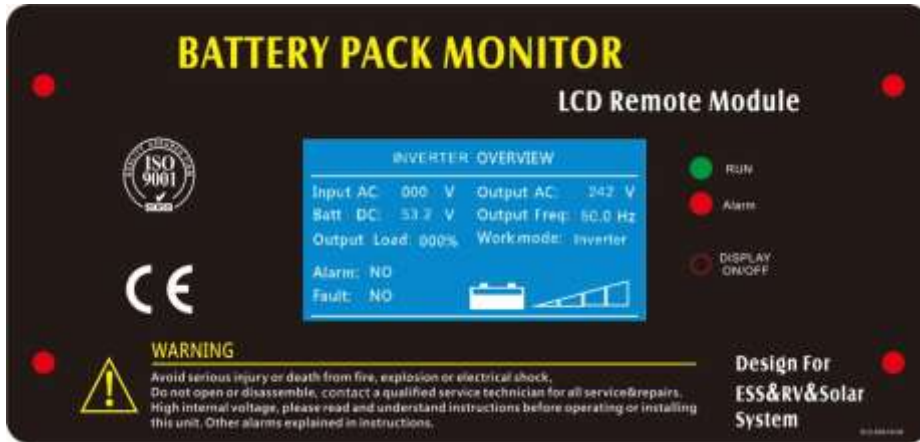 BATTERY PACK MONITOR
LCD Remote Module
ISO
9001
SGS
INVERTER OVERVIEW
Input AC: 000 V Output AC: 242 V
Batt DC: 53.2 V Output Freq: 50.0 Hz
Output Load: 000% Work mode: Inverter
Alarm: NO
Fault: NO
RUN
Alarm
DISPLAY
ON/OFF
CE
WARNING
Avoid serious injury or death from fire, explosion or electrical shock,
Do not open or disassemble, contact a qualified service technician for all service&repairs.
High internal voltage, please read and understand instructions before operating or installing
this unit. Other alarms explained in instructions.
Design For
ESS&RV&Solar
System